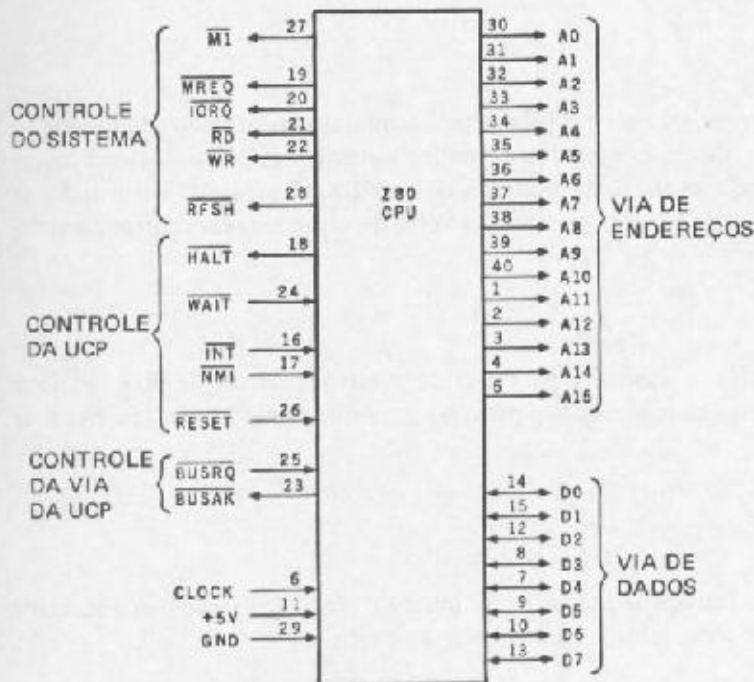 CONTROLE
DO SISTEMA
M1 27
MREQ 19
IORQ 20
RD 21
WR 22
RFSH 28
CONTROLE
DA UCP
HALT 18
WAIT 24
INT 16
NMI 17
RESET 26
CONTROLE
DA VIA
DA UCP
BUSRQ 25
BUSAK 23
CLOCK 6
+5V 11
GND 29
Z80
CPU
30 A0
31 A1
32 A2
33 A3
34 A4
35 A5
36 A6
37 A7
38 A8
39 A9
40 A10
1 A11
2 A12
3 A13
4 A14
5 A15
VIA DE
ENDEREÇOS
14 D0
15 D1
12 D2
8 D3
7 D4
9 D5
10 D6
13 D7
VIA DE
DADOS